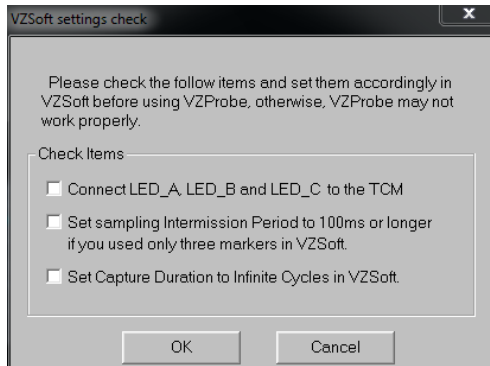 VZSoft settings check
x
Please check the follow items and set them accordingly in
VZSoft before using VZProbe, otherwise, VZProbe may not
work properly.
Check Items
Connect LED_A, LED_B and LED_C to the TCM
Set sampling Intermission Period to 100ms or longer
if you used only three markers in VZSoft.
Set Capture Duration to Infinite Cycles in VZSoft.
OK
Cancel